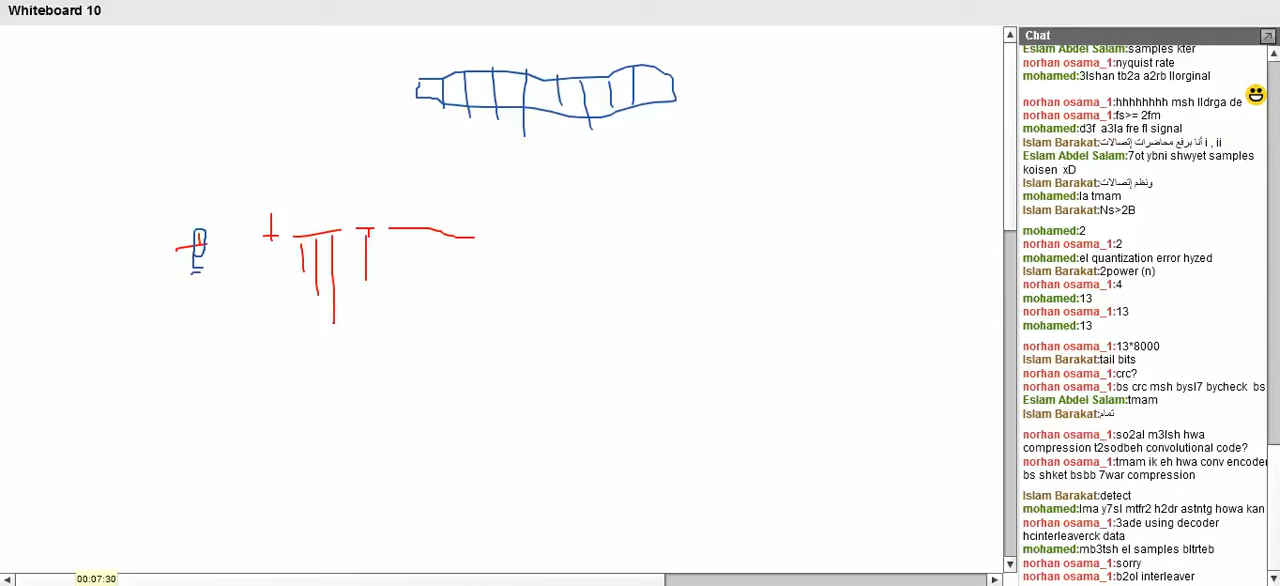 Whiteboard 10
Chat
Eslam Abdel Salam:samples kter
norhan osama_1:nyquist rate
mohamed:3lshan tb2a a2rb llorginal
norhan osama_1:hhhhhhhh msh lldrga de
norhan osama_1:fs>= 2fm
mohamed:d3f a3la fre fl signal
Islam Barakat:أنا برفع محاضرات إتصالات i , ii
Eslam Abdel Salam:7ot ybni shwyet samples
koisen xD
Islam Barakat:ونظم إتصالات
mohamed:la tmam
Islam Barakat:Ns>2B
mohamed:2
norhan osama_1:2
mohamed:el quantization error hyzed
Islam Barakat:2power (n)
norhan osama_1:4
mohamed:13
norhan osama_1:13
mohamed:13
norhan osama_1:13*8000
Islam Barakat:tail bits
norhan osama_1:crc?
norhan osama_1:bs crc msh bysl7 bycheck bs
Eslam Abdel Salam:tmam
Islam Barakat:تمام
norhan osama_1:so2al m3lsh hwa
compression t2sodbeh convolutional code?
norhan osama_1:tmam ik eh hwa conv encoder
bs shket bsbb 7war compression
Islam Barakat:detect
mohamed:lma y7sl mtfr2 h2dr astntg howa kan
norhan osama_1:3ade using decoder
hcinterleaverck data
mohamed:mb3tsh el samples bltrteb
norhan osama_1:sorry
norhan osama_1:b2ol interleaver
00:07:30